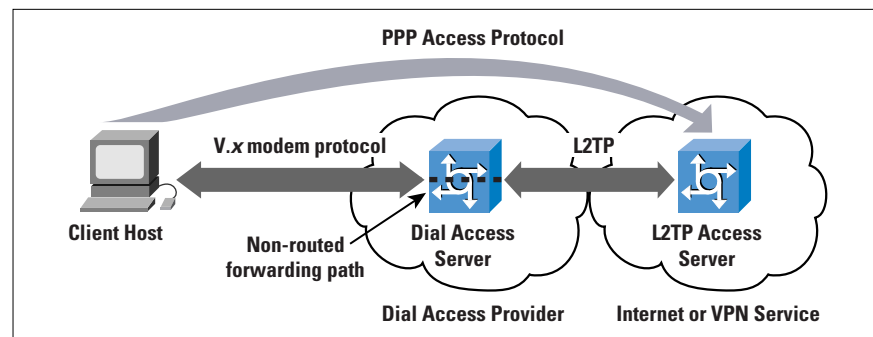 PPP Access Protocol
V.x modem protocol
L2TP
Client Host
Non-routed
forwarding path
Dial Access
Server
L2TP Access
Server
Dial Access Provider
Internet or VPN Service